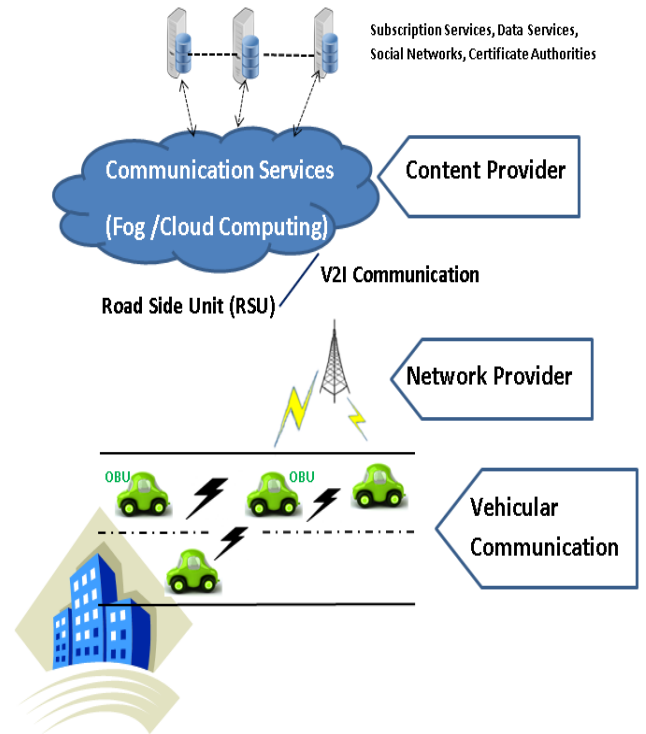 Subscription Services, Data Services,
Social Networks, Certificate Authorities
Communication Services
(Fog /Cloud Computing)
Content Provider
V2I Communication
Road Side Unit (RSU)
Network Provider
OBU
OBU
Vehicular
Communication